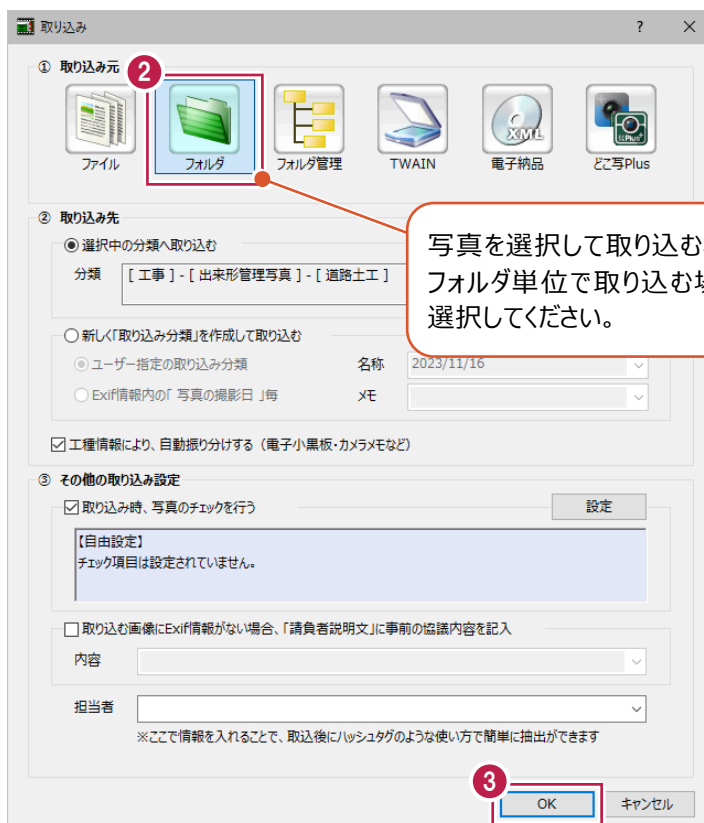 取り込み
?
① 取り込み元
2
ファイル
フォルダ
フォルダ管理
TWAIN
XML
電子納品
Plus
どこ写Plus
② 取り込み先
選択中の分類へ取り込む
分類 [ 工事 ] - [ 出来形管理写真 ] - [ 道路土工 ]
写真を選択して取り込む
フォルダ単位で取り込む
選択してください。
新しく「取り込み分類」を作成して取り込む
ユーザー指定の取り込み分類 名称 2023/11/16
Exif情報内の「 写真の撮影日 」毎 メモ
工種情報により、自動振り分けする（電子小黒板・カメラメモなど）
③ その他の取り込み設定
取り込み時、写真のチェックを行う 設定
【自由設定】
チェック項目は設定されていません。
取り込む画像にExif情報がない場合、「請負者説明文」に事前の協議内容を記入
内容
担当者
※ここで情報を入れることで、取込後にハッシュタグのような使い方で簡単に抽出ができます
3
OK キャンセル